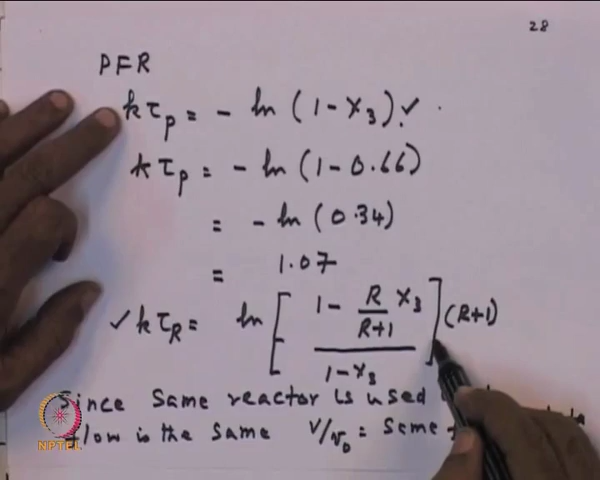 28
PFR
kτp = - ln (1 - X3) ✓.
kτp = - ln (1 - 0.66)
= - ln (0.34)
= 1.07
✓ kτR = ln [ (1 - R/(R+1) X3) / (1 - X3) ] (R+1)
Since Same reactor is used
flow is the same V/v0 = Same
NPTEL